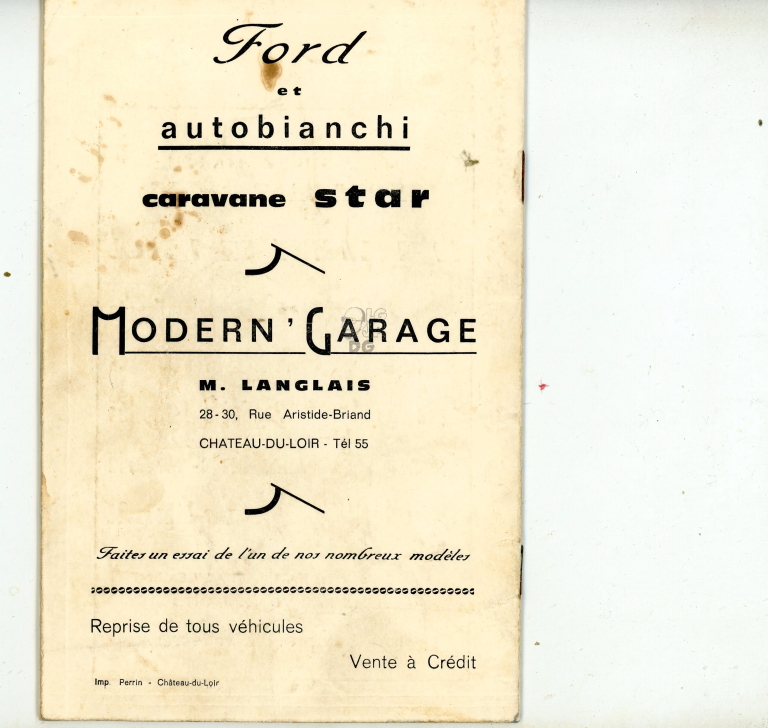 Ford
et
autobianchi
caravane star
MODERN' GARAGE
M. LANGLAIS
28-30, Rue Aristide-Briand
CHATEAU-DU-LOIR - Tél 55
Faites un essai de l'un de nos nombreux modèles
Reprise de tous véhicules
Vente à Crédit
Imp. Perrin - Château-du-Loir